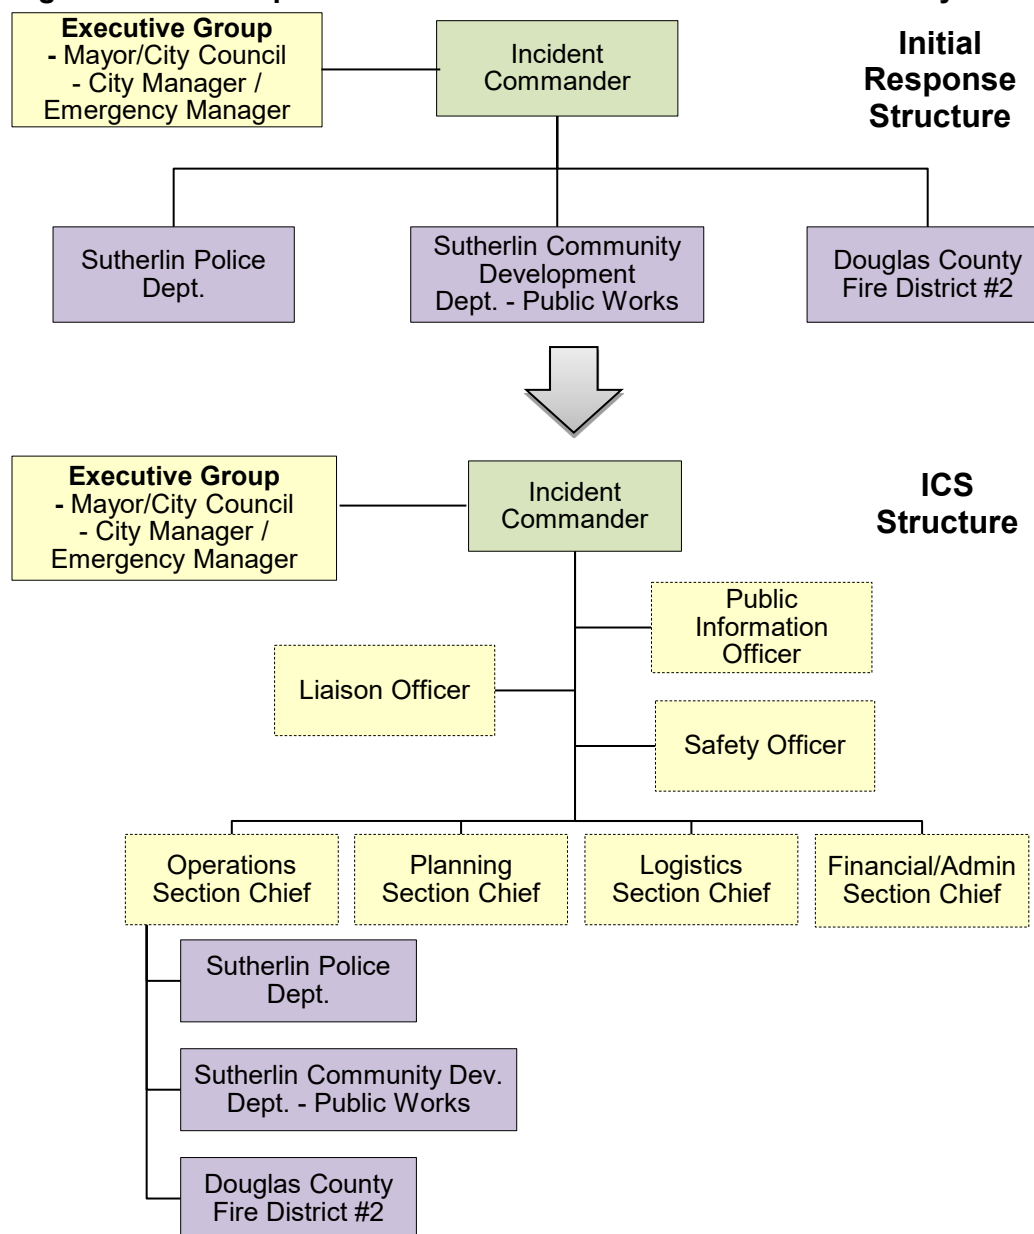 Executive Group
- Mayor/City Council
- City Manager /
Emergency Manager
Incident
Commander
Initial
Response
Structure
Sutherlin Police
Dept.
Sutherlin Community
Development
Dept. - Public Works
Douglas County
Fire District #2
Executive Group
- Mayor/City Council
- City Manager /
Emergency Manager
Incident
Commander
ICS
Structure
Public
Information
Officer
Liaison Officer
Safety Officer
Operations
Section Chief
Planning
Section Chief
Logistics
Section Chief
Financial/Admin
Section Chief
Sutherlin Police
Dept.
Sutherlin Community Dev.
Dept. - Public Works
Douglas County
Fire District #2